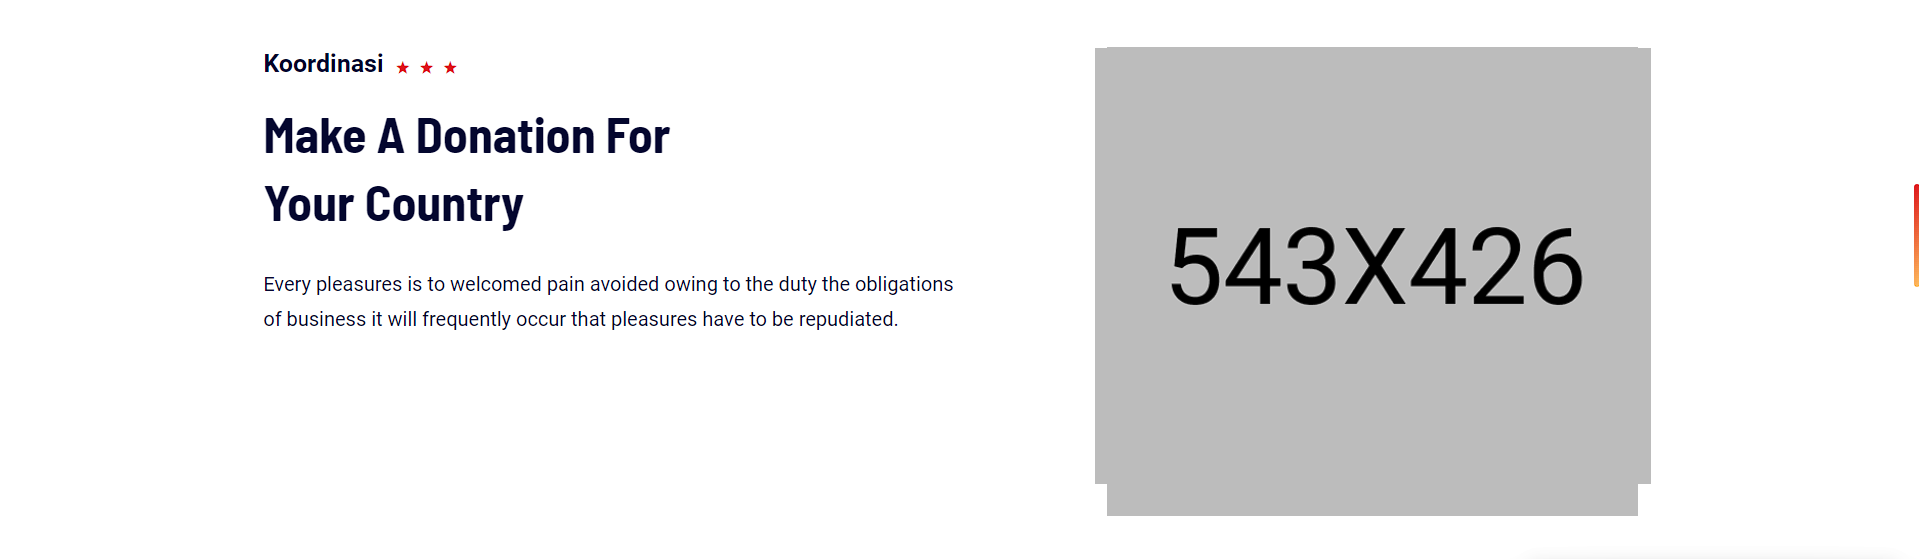 Koordinasi
Make A Donation For
Your Country
Every pleasures is to welcomed pain avoided owing to the duty the obligations
of business it will frequently occur that pleasures have to be repudiated.
543X426